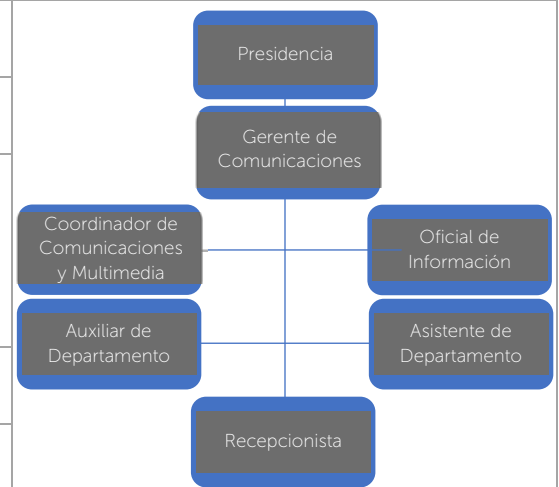 Presidencia
Gerente de
Comunicaciones
Coordinador de
Comunicaciones
y Multimedia
Oficial de
Información
Auxiliar de
Departamento
Asistente de
Departamento
Recepcionista